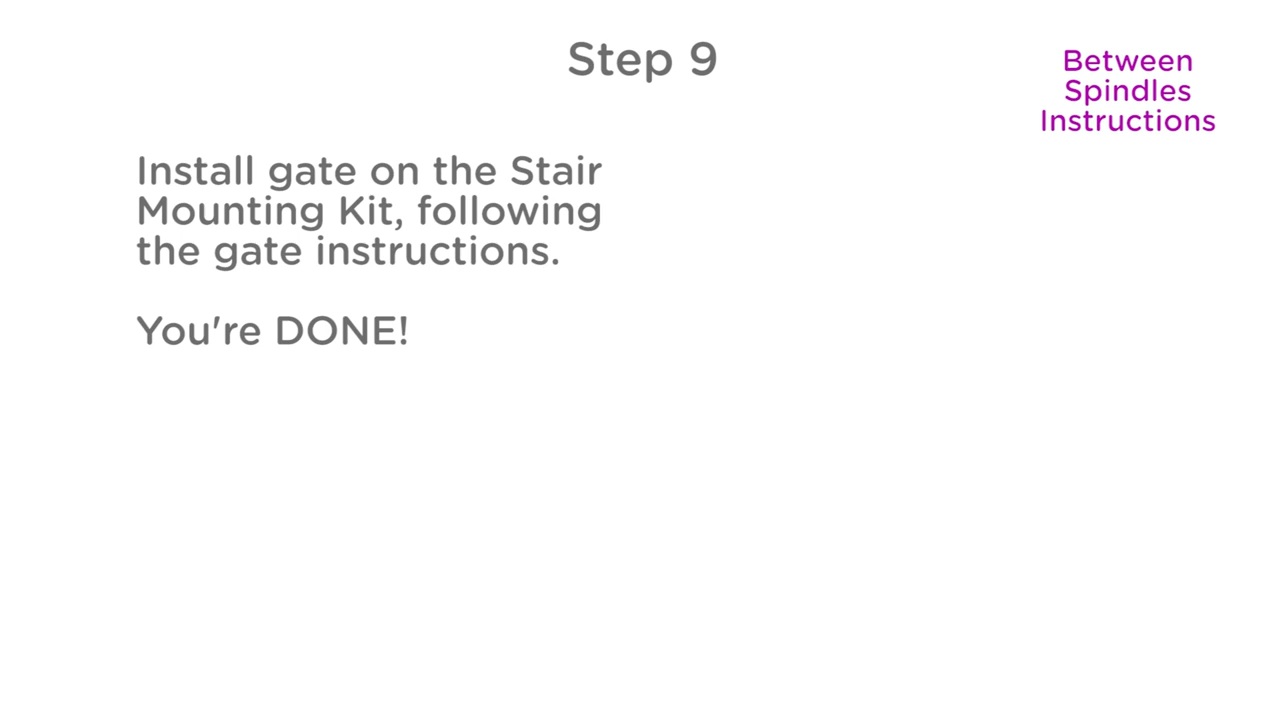 Step 9
Between
Spindles
Instructions
Install gate on the Stair
Mounting Kit, following
the gate instructions.
You're DONE!